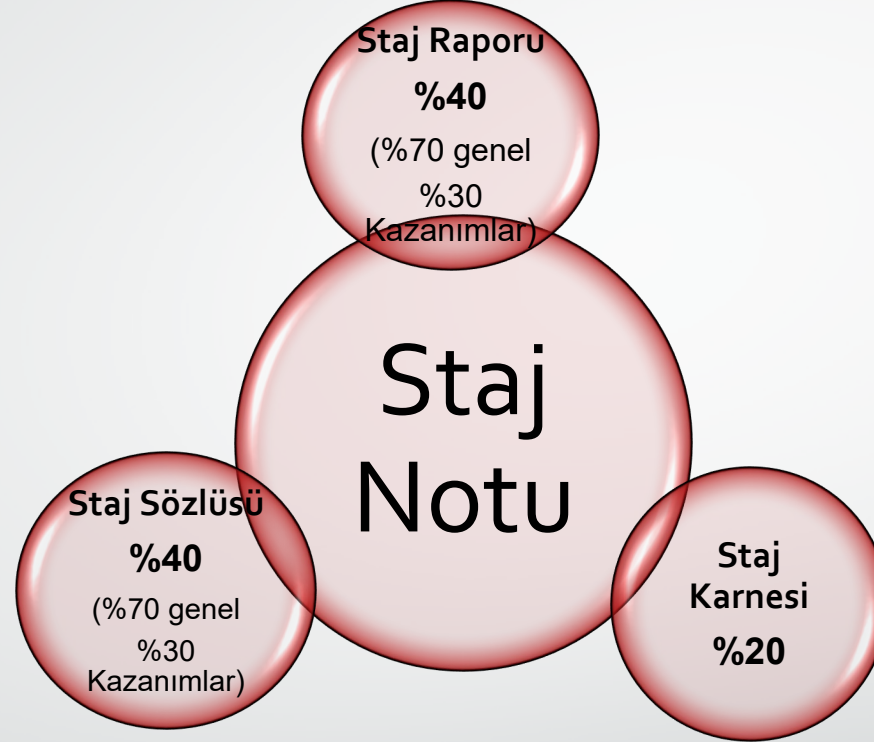 Staj Raporu
%40
(%70 genel
%30
Kazanımlar)
Staj
Notu
Staj Sözlüsü
%40
(%70 genel
%30
Kazanımlar)
Staj
Karnesi
%20